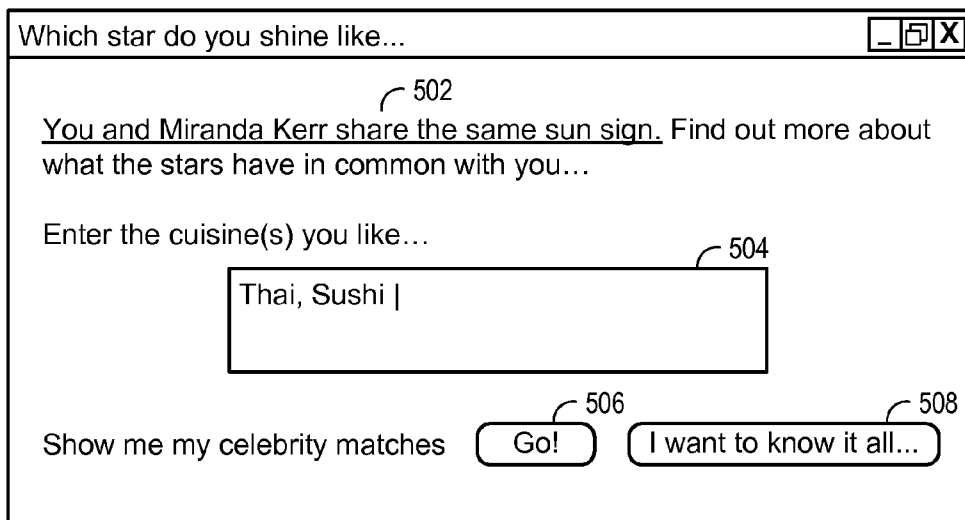 Which star do you shine like... _ X
502
You and Miranda Kerr share the same sun sign. Find out more about
what the stars have in common with you...
Enter the cuisine(s) you like...
504
Thai, Sushi |
506 508
Show me my celebrity matches Go! I want to know it all...